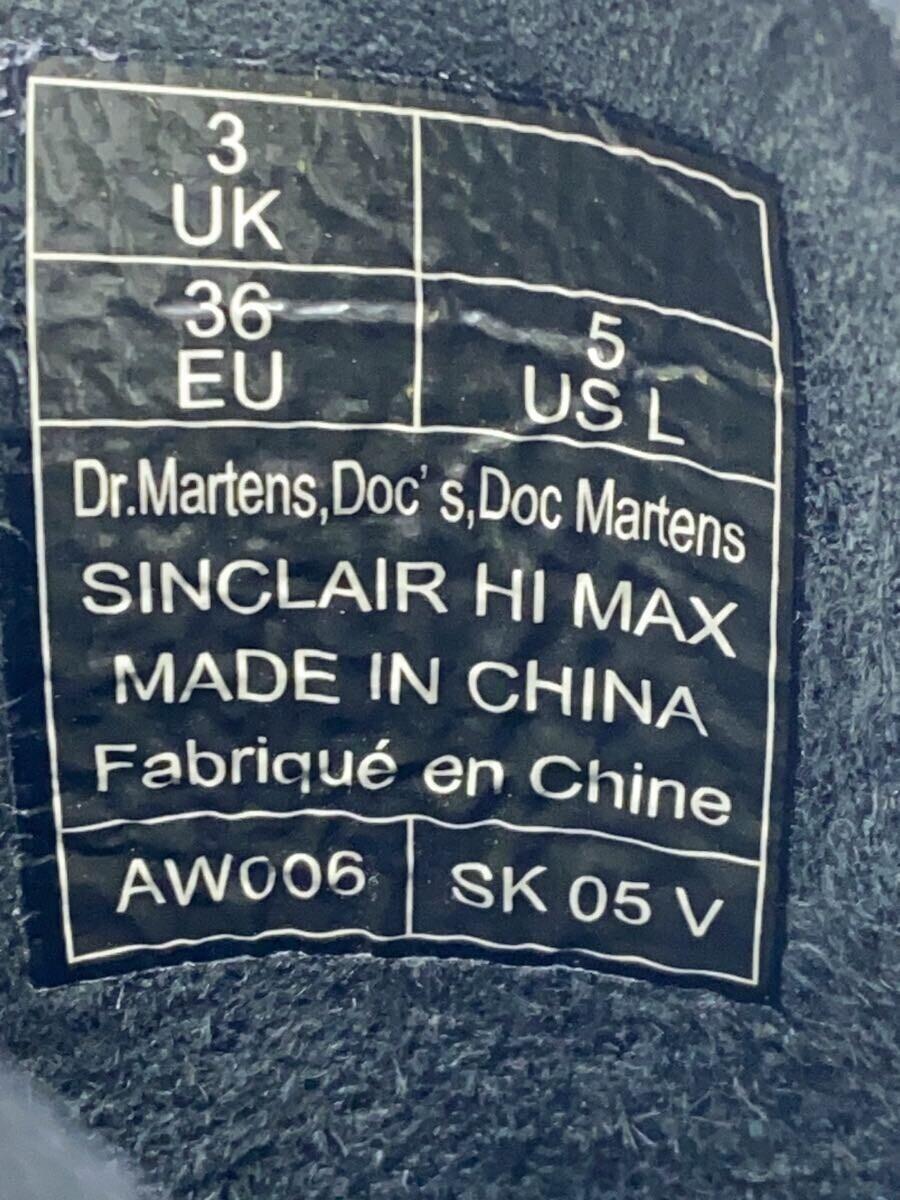 3
UK
36
EU
5
US L
Dr.Martens,Doc's,Doc Martens
SINCLAIR HI MAX
MADE IN CHINA
Fabriqué en Chine
AW006
SK 05 V